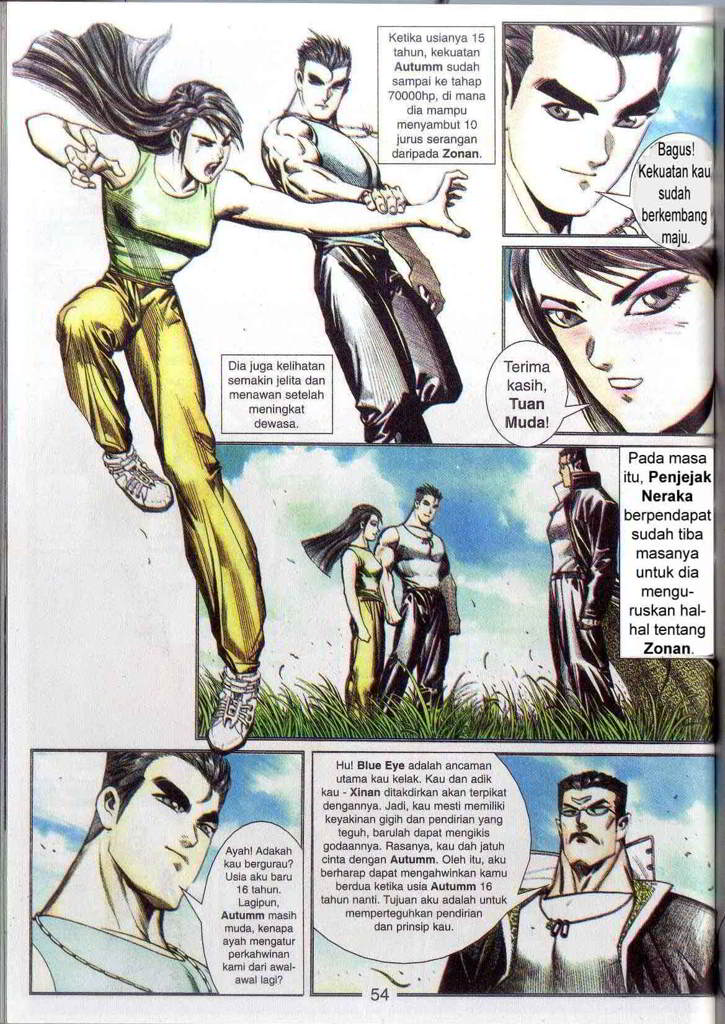 Ketika usianya 15
tahun, kekuatan
Autumm sudah
sampai ke tahap
70000hp, di mana
dia mampu
menyambut 10
jurus serangan
daripada Zonan.
Bagus!
Kekuatan kau
sudah
berkembang
maju.
Terima
kasih,
Tuan
Muda!
Dia juga kelihatan
semakin jelita dan
menawan setelah
meningkat
dewasa.
Pada masa
itu, Penjejak
Neraka
berpendapat
sudah tiba
masanya
untuk dia
mengu-
ruskan hal-
hal tentang
Zonan.
Ayah! Adakah
kau bergurau?
Usia aku baru
16 tahun.
Lagipun,
Autumm masih
muda, kenapa
ayah mengatur
perkahwinan
kami dari awal-
awal lagi?
Hu! Blue Eye adalah ancaman
utama kau kelak. Kau dan adik
kau - Xinan ditakdirkan akan terpikat
dengannya. Jadi, kau mesti memiliki
keyakinan gigih dan pendirian yang
teguh, barulah dapat mengikis
godaannya. Rasanya, kau dah jatuh
cinta dengan Autumm. Oleh itu, aku
berharap dapat mengahwinkan kamu
berdua ketika usia Autumm 16
tahun nanti. Tujuan aku adalah untuk
memperteguhkan pendirian
dan prinsip kau.
54